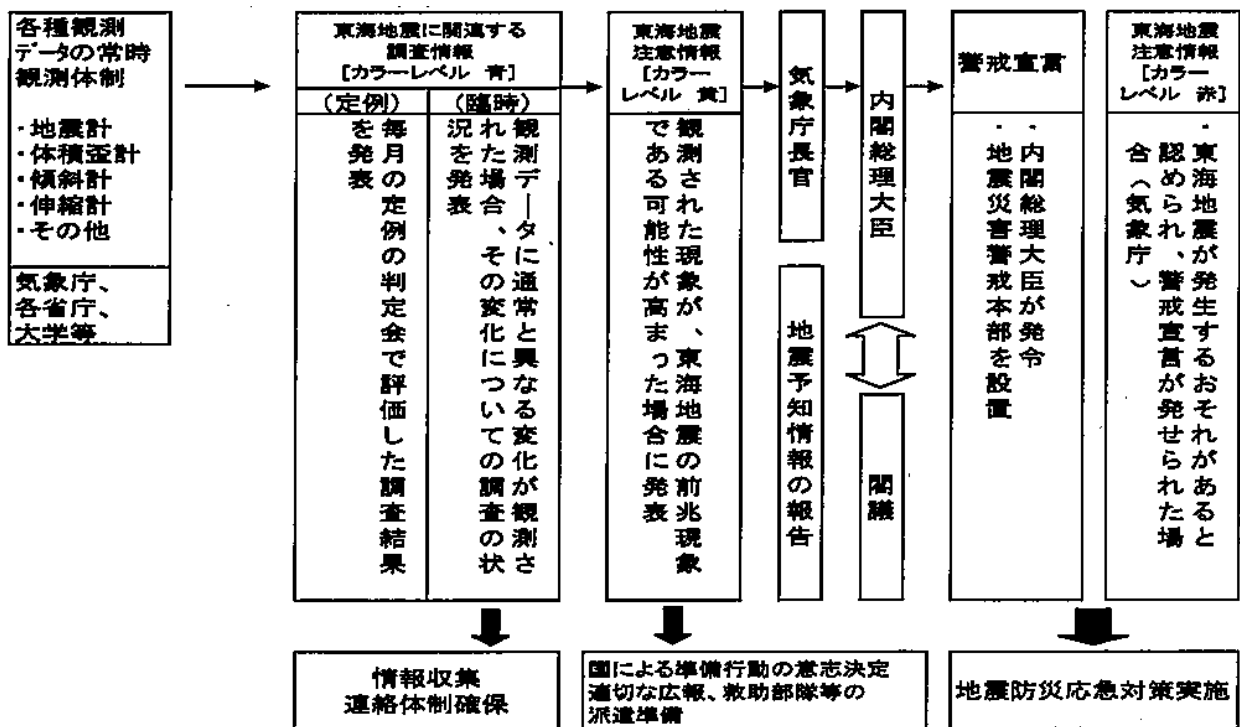 各種観測
データの常時
観測体制
・地震計
・体積歪計
・傾斜計
・伸縮計
・その他
気象庁、
各省庁、
大学等
東海地震に関連する
調査情報
[カラーレベル 青]
(定例)
毎月の定例の判定会で評価した調査結果
を発表
(臨時)
観測データに通常と異なる変化が観測さ
れた場合、その変化についての調査の状
況を発表
東海地震
注意情報
[カラー
レベル 黄]
観測された現象が、東海地震の前兆現象
である可能性が高まった場合に発表
気象庁長官
地震予知情報の報告
内閣総理大臣
閣議
警戒宣言
・内閣総理大臣が発令
・地震災害警戒本部を設置
東海地震
注意情報
[カラー
レベル 赤]
・東海地震が発生するおそれがあると
認められ、警戒宣言が発せられた場
合(気象庁)
情報収集
連絡体制確保
国による準備行動の意志決定
適切な広報、救助部隊等の
派遣準備
地震防災応急対策実施